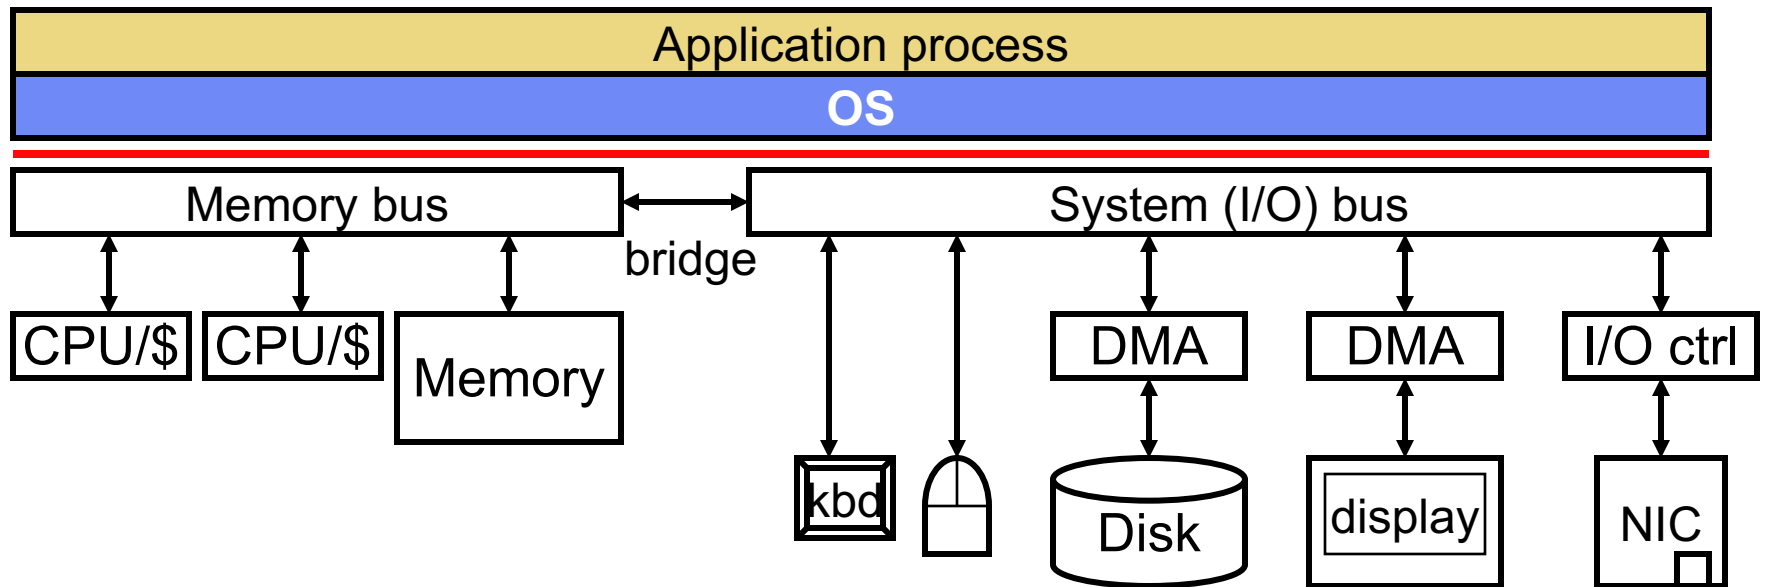 Application process
OS
Memory bus
System (I/O) bus
bridge
CPU/$
CPU/$
Memory
DMA
DMA
I/O ctrl
kbd
Disk
display
NIC